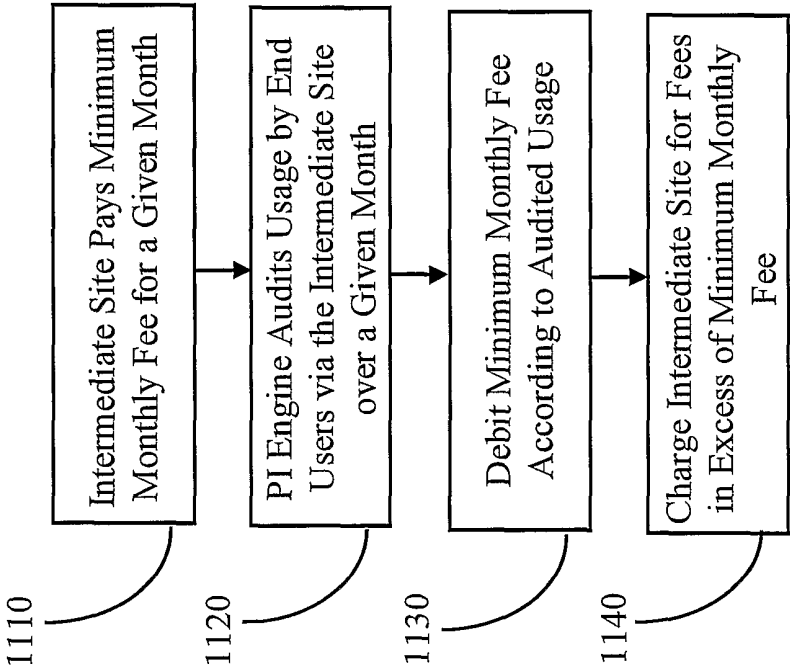 1110
Intermediate Site Pays Minimum
Monthly Fee for a Given Month
1120
PI Engine Audits Usage by End
Users via the Intermediate Site
over a Given Month
1130
Debit Minimum Monthly Fee
According to Audited Usage
1140
Charge Intermediate Site for Fees
in Excess of Minimum Monthly
Fee